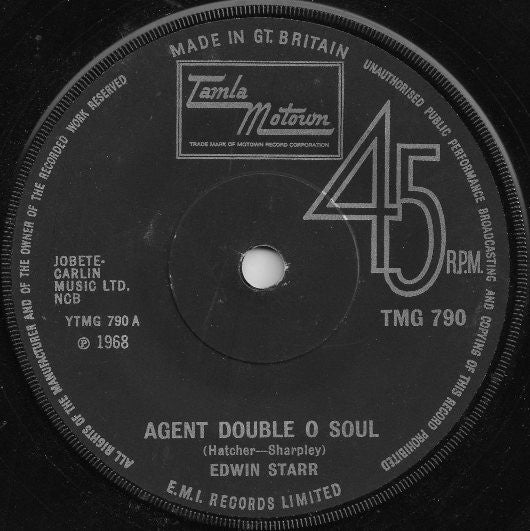 MADE IN GT. BRITAIN
UNAUTHORISED PUBLIC PERFORMANCE BROADCASTING AND COPYING OF THIS RECORD PROHIBITED
ALL RIGHTS OF THE MANUFACTURER AND OF THE OWNER OF THE RECORDED WORK RESERVED
Tamla
Motown
TRADE MARK OF MOTOWN RECORD CORPORATION
45
R.P.M.
JOBETE-
CARLIN
MUSIC LTD.
NCB
YTMG 790 A
℗ 1968
TMG 790
AGENT DOUBLE O SOUL
(Hatcher—Sharpley)
EDWIN STARR
E.M.I. RECORDS LIMITED